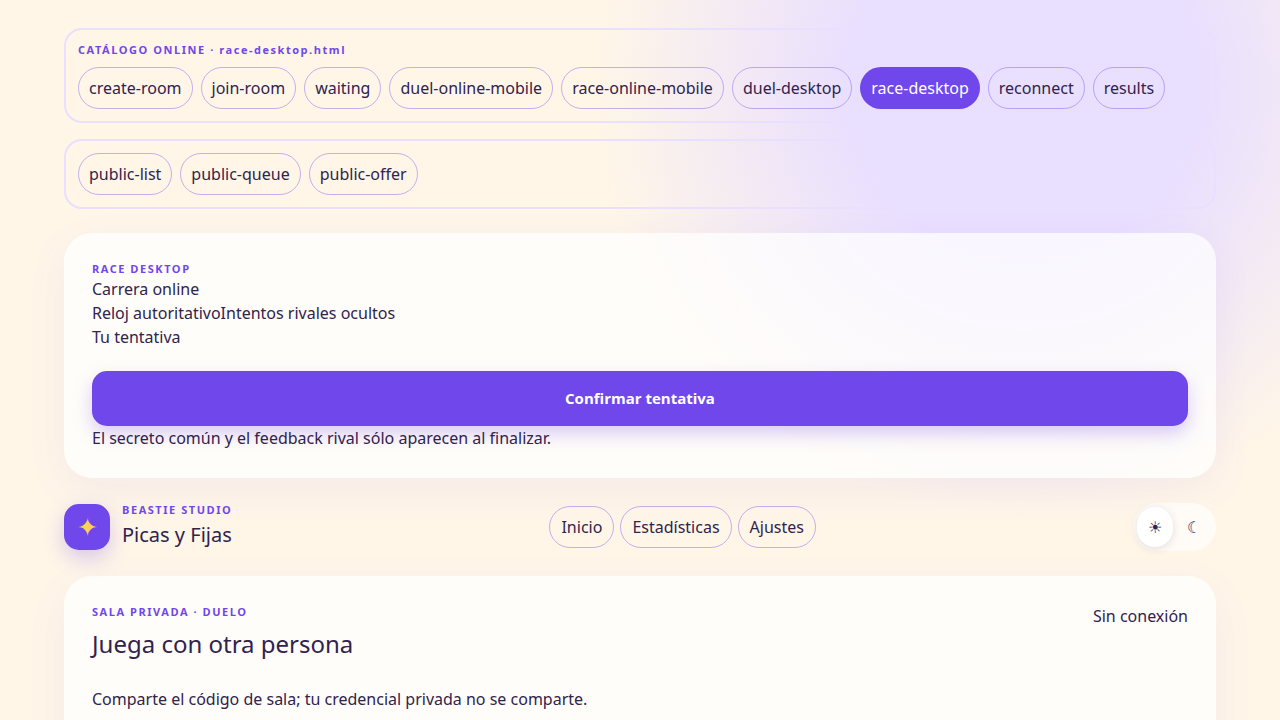 CATÁLOGO ONLINE · race-desktop.html
create-room join-room waiting duel-online-mobile race-online-mobile duel-desktop race-desktop reconnect results
public-list public-queue public-offer
RACE DESKTOP
Carrera online
Reloj autoritativoIntentos rivales ocultos
Tu tentativa
Confirmar tentativa
El secreto común y el feedback rival sólo aparecen al finalizar.
BEASTIE STUDIO
Picas y Fijas
Inicio Estadísticas Ajustes
SALA PRIVADA · DUELO
Sin conexión
Juega con otra persona
Comparte el código de sala; tu credencial privada no se comparte.